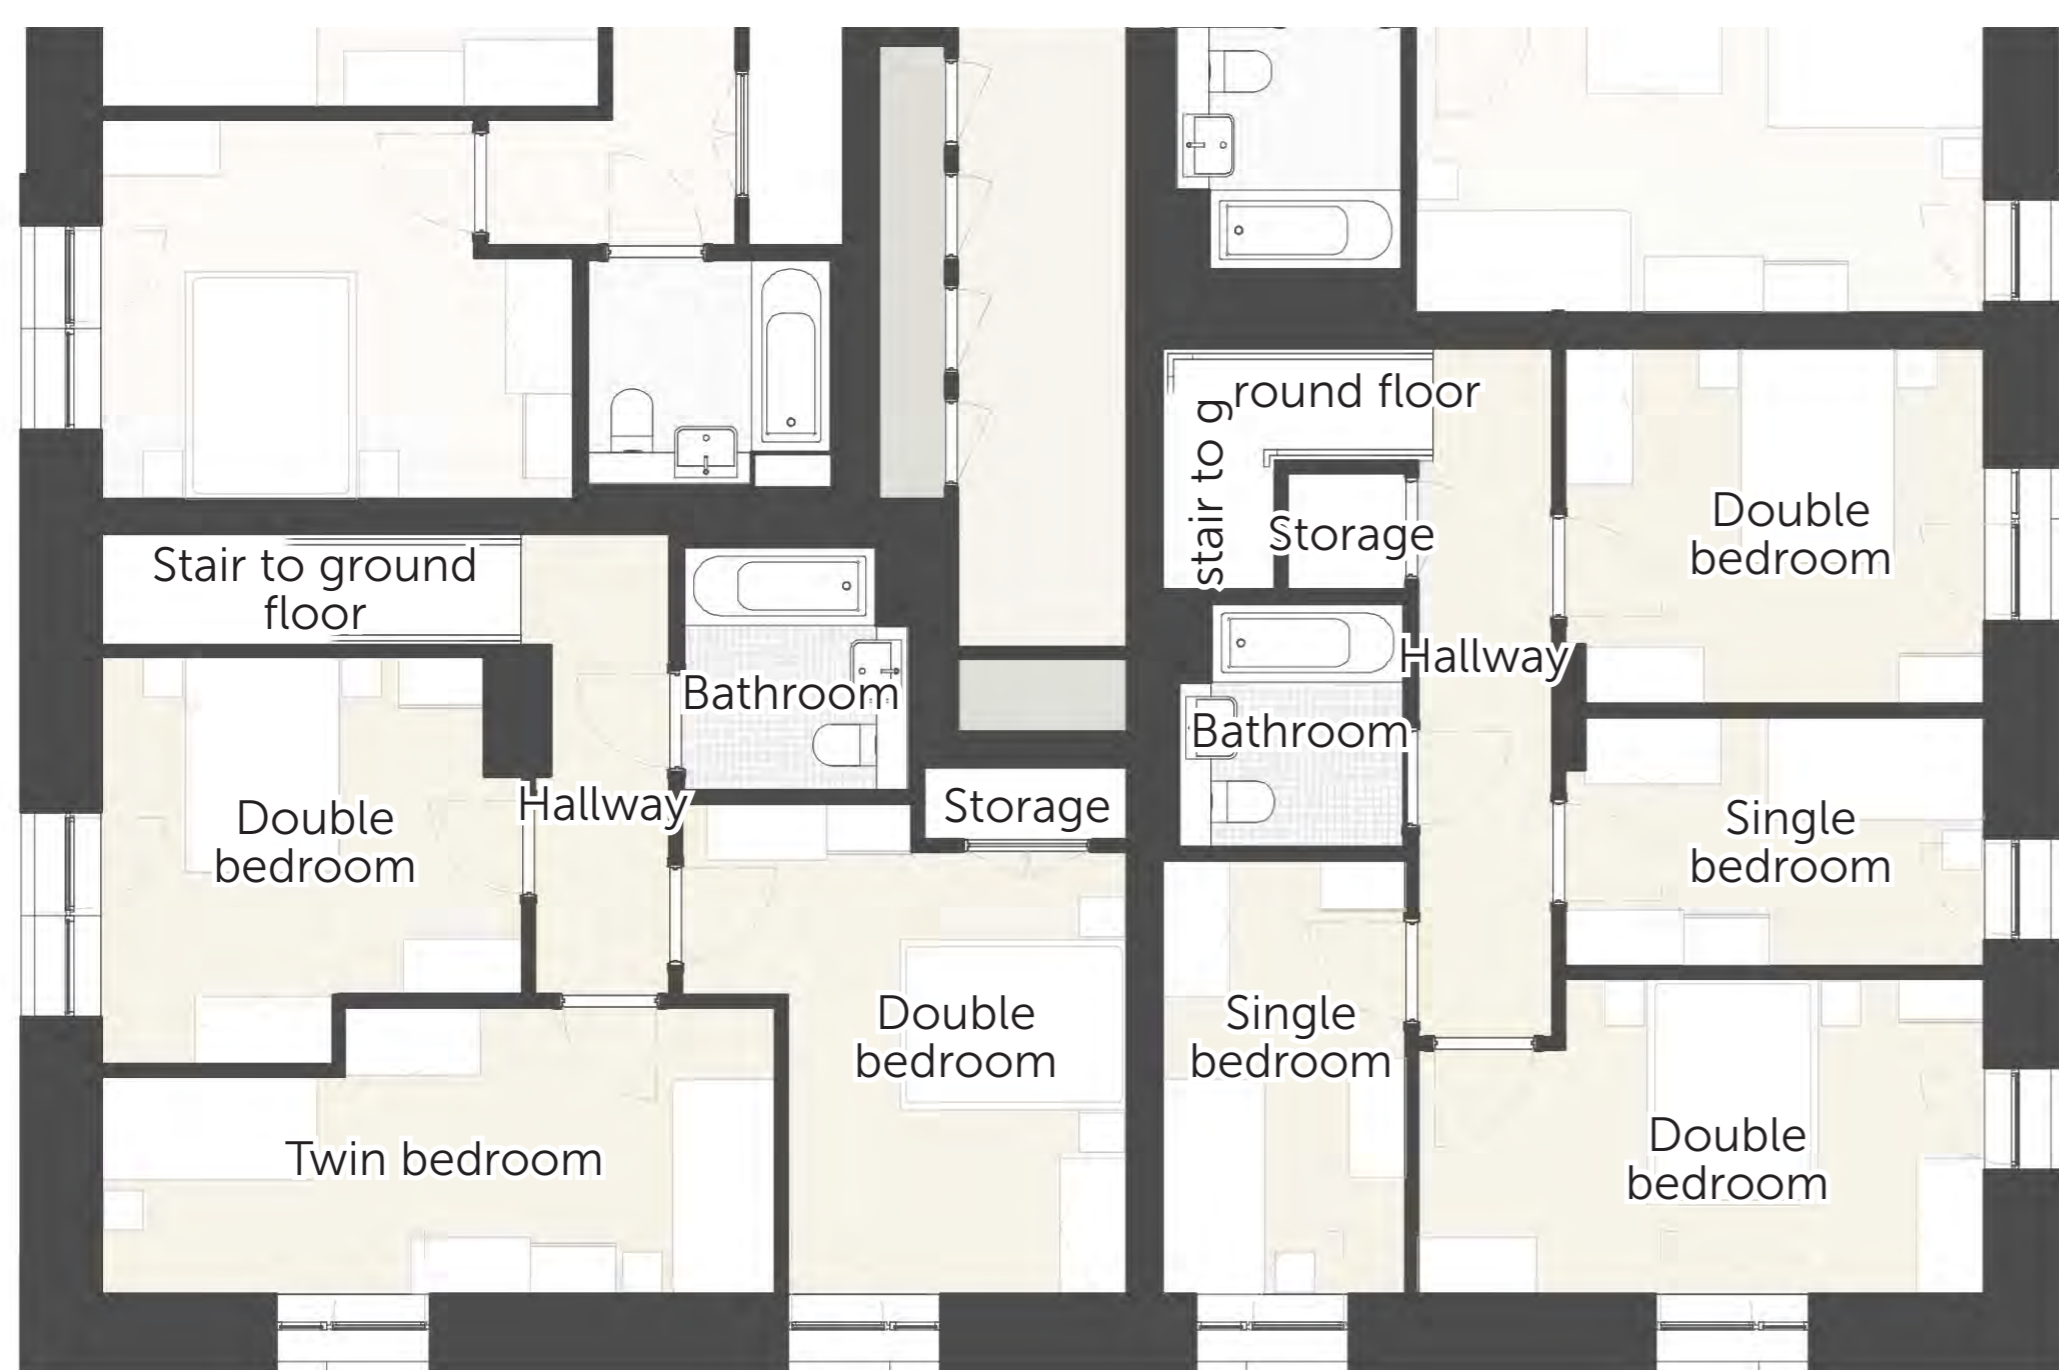 Stair to ground
floor
Bathroom
Hallway
Storage
Double
bedroom
Double
bedroom
Twin bedroom
stair to g
round floor
Storage
Hallway
Bathroom
Double
bedroom
Single
bedroom
Single
bedroom
Double
bedroom